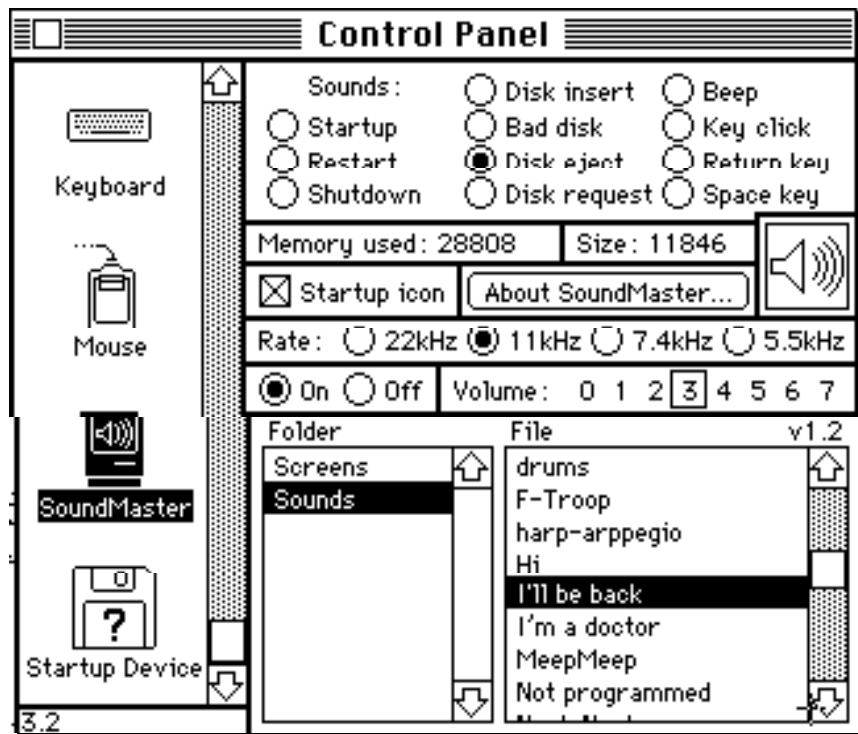 Control Panel
Keyboard
Mouse
SoundMaster
?
Startup Device
3.2
Sounds:
Startup
Restart
Shutdown
Disk insert
Bad disk
Disk eject
Disk request
Beep
Key click
Return key
Space key
Memory used: 28808
Size: 11846
Startup icon
About SoundMaster...
Rate: 22kHz 11kHz 7.4kHz 5.5kHz
On Off
Volume: 0 1 2 3 4 5 6 7
Folder
Screens
Sounds
File v1.2
drums
F-Troop
harp-arppegio
Hi
I'll be back
I'm a doctor
MeepMeep
Not programmed